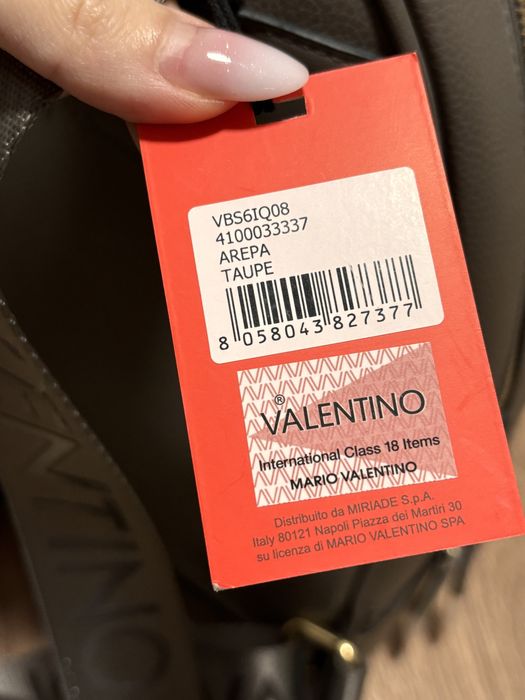 VBS6IQ08
4100033337
AREPA
TAUPE
8 058043 827377
® VALENTINO
International Class 18 Items
MARIO VALENTINO
Distribuito da MIRIADE S.p.A.
Italy 80121 Napoli Piazza dei Martiri 30
su licenza di MARIO VALENTINO SPA